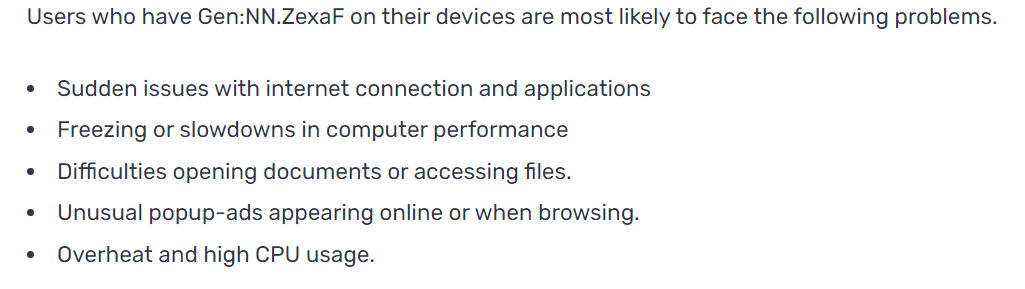 Users who have Gen:NN.ZexaF on their devices are most likely to face the following problems.
• Sudden issues with internet connection and applications
• Freezing or slowdowns in computer performance
• Difficulties opening documents or accessing files.
• Unusual popup-ads appearing online or when browsing.
• Overheat and high CPU usage.